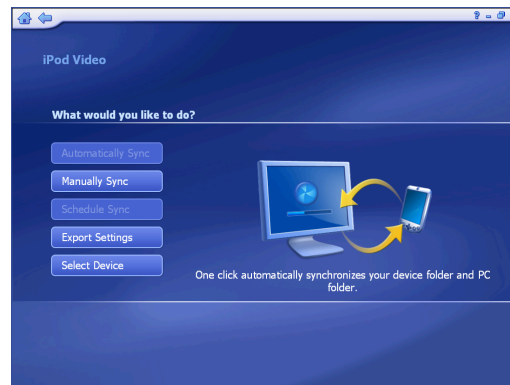 ?
iPod Video
What would you like to do?
Automatically Sync
Manually Sync
Schedule Sync
Export Settings
Select Device
One click automatically synchronizes your device folder and PC
folder.